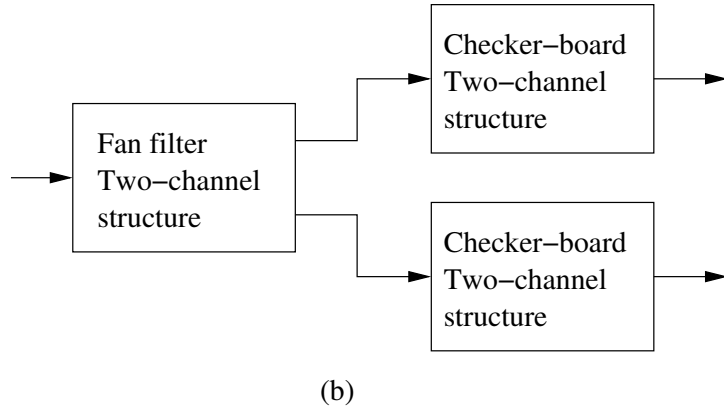 Checker-board
Two-channel
structure
Fan filter
Two-channel
structure
Checker-board
Two-channel
structure
(b)